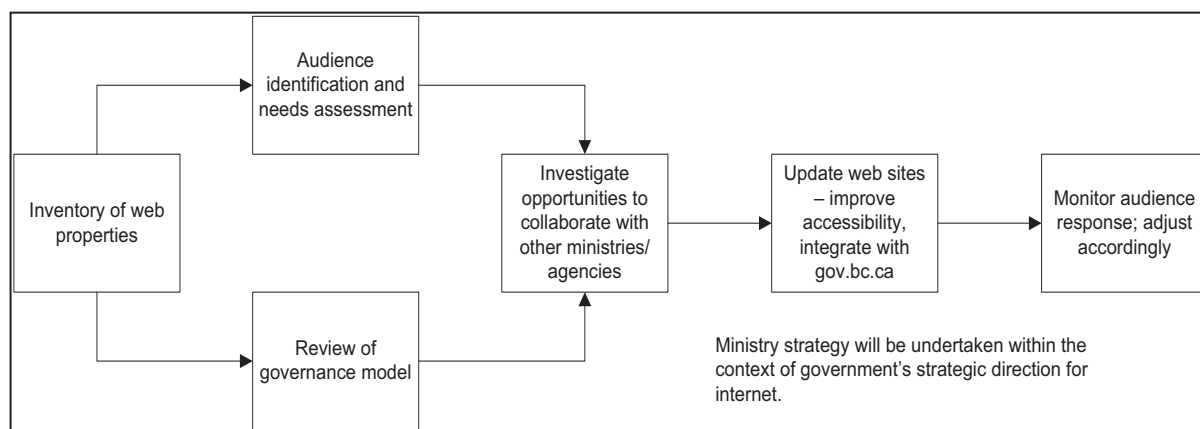 Audience
identification and
needs assessment
Inventory of web
properties
Review of
governance model
Investigate
opportunities to
collaborate with
other ministries/
agencies
Update web sites
– improve
accessibility,
integrate with
gov.bc.ca
Monitor audience
response; adjust
accordingly
Ministry strategy will be undertaken within the
context of government’s strategic direction for
internet.